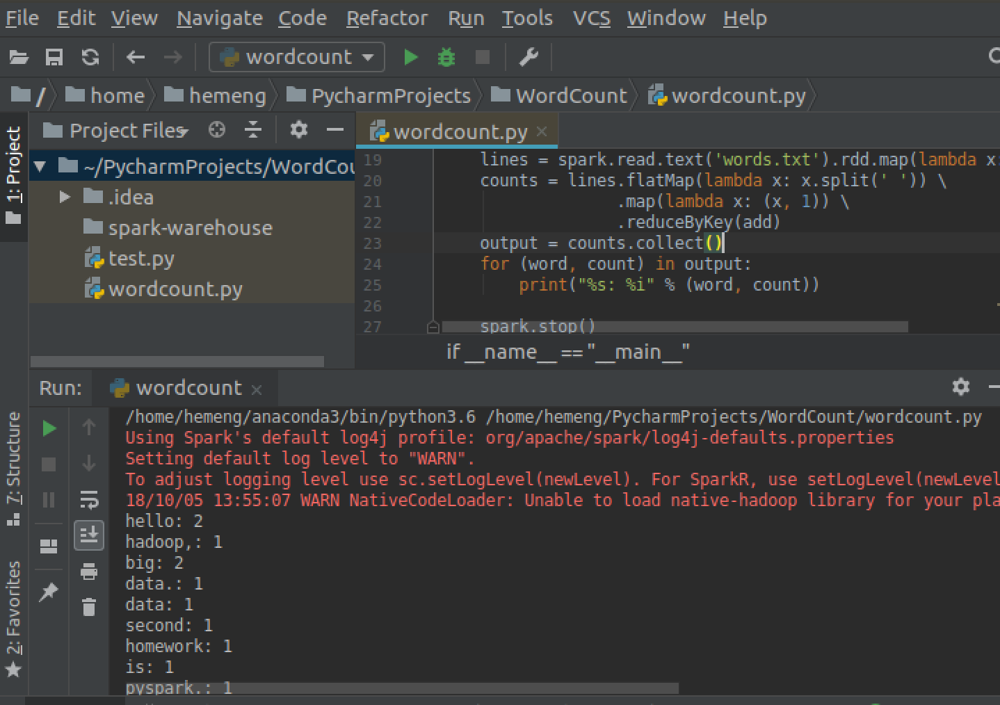 File Edit View Navigate Code Refactor Run Tools VCS Window Help
wordcount
/ home hemeng PycharmProjects WordCount wordcount.py
1: Project
Project Files
wordcount.py
~/PycharmProjects/WordCou
.idea
spark-warehouse
test.py
wordcount.py
19 lines = spark.read.text('words.txt').rdd.map(lambda x:
20 counts = lines.flatMap(lambda x: x.split(' ')) \
21 .map(lambda x: (x, 1)) \
22 .reduceByKey(add)
23 output = counts.collect()
24 for (word, count) in output:
25 print("%s: %i" % (word, count))
26
27 spark.stop()
if __name__ == "__main__"
7: Structure
2: Favorites
Run: wordcount
/home/hemeng/anaconda3/bin/python3.6 /home/hemeng/PycharmProjects/WordCount/wordcount.py
Using Spark's default log4j profile: org/apache/spark/log4j-defaults.properties
Setting default log level to "WARN".
To adjust logging level use sc.setLogLevel(newLevel). For SparkR, use setLogLevel(newLevel
18/10/05 13:55:07 WARN NativeCodeLoader: Unable to load native-hadoop library for your pla
hello: 2
hadoop,: 1
big: 2
data.: 1
data: 1
second: 1
homework: 1
is: 1
pyspark.: 1